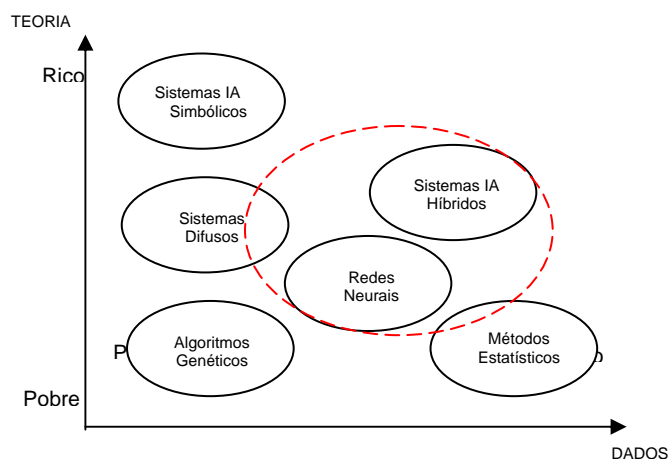 TEORIA
Rico
Sistemas IA
Simbólicos
Sistemas IA
Híbridos
Sistemas
Difusos
Redes
Neurais
Algoritmos
Genéticos
Métodos
Estatísticos
Pobre
DADOS